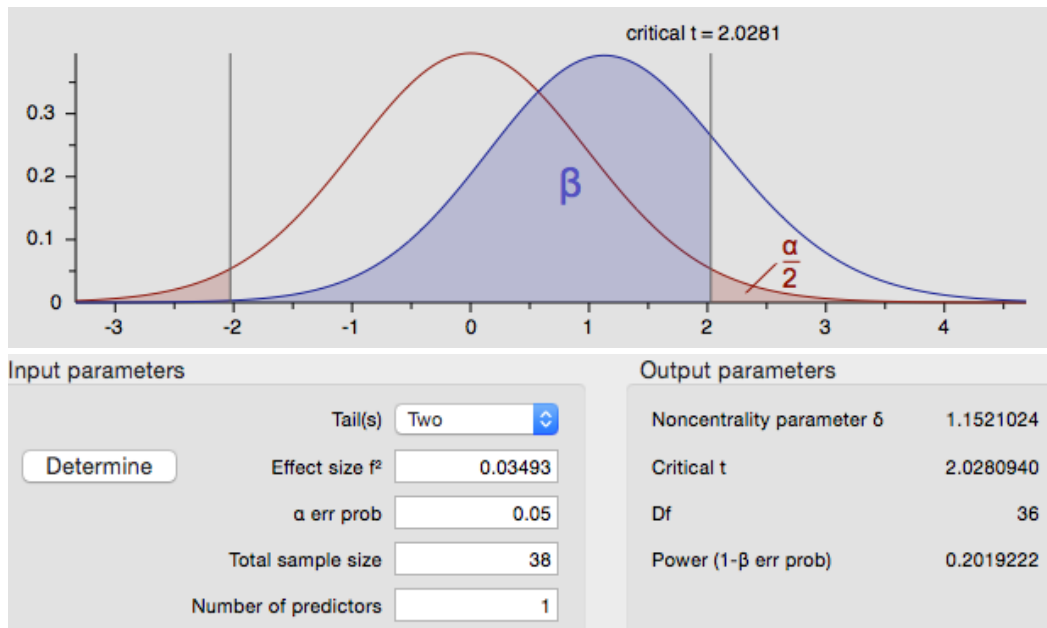 critical t = 2.0281
0.3
0.2
0.1
0
β
α
2
-3 -2 -1 0 1 2 3 4
Input parameters
Output parameters
Tail(s) Two
Noncentrality parameter δ 1.1521024
Determine Effect size f² 0.03493
Critical t 2.0280940
α err prob 0.05
Df 36
Total sample size 38
Power (1-β err prob) 0.2019222
Number of predictors 1